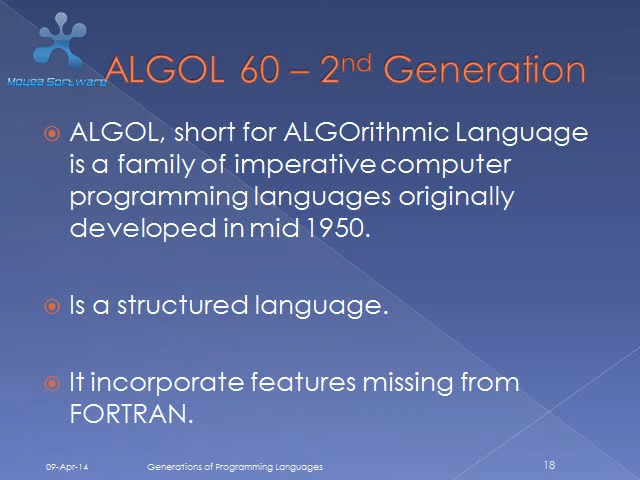 Moyea Software
ALGOL 60 – 2nd Generation
ALGOL, short for ALGOrithmic Language
is a family of imperative computer
programming languages originally
developed in mid 1950.
Is a structured language.
It incorporate features missing from
FORTRAN.
09-Apr-14
Generations of Programming Languages
18